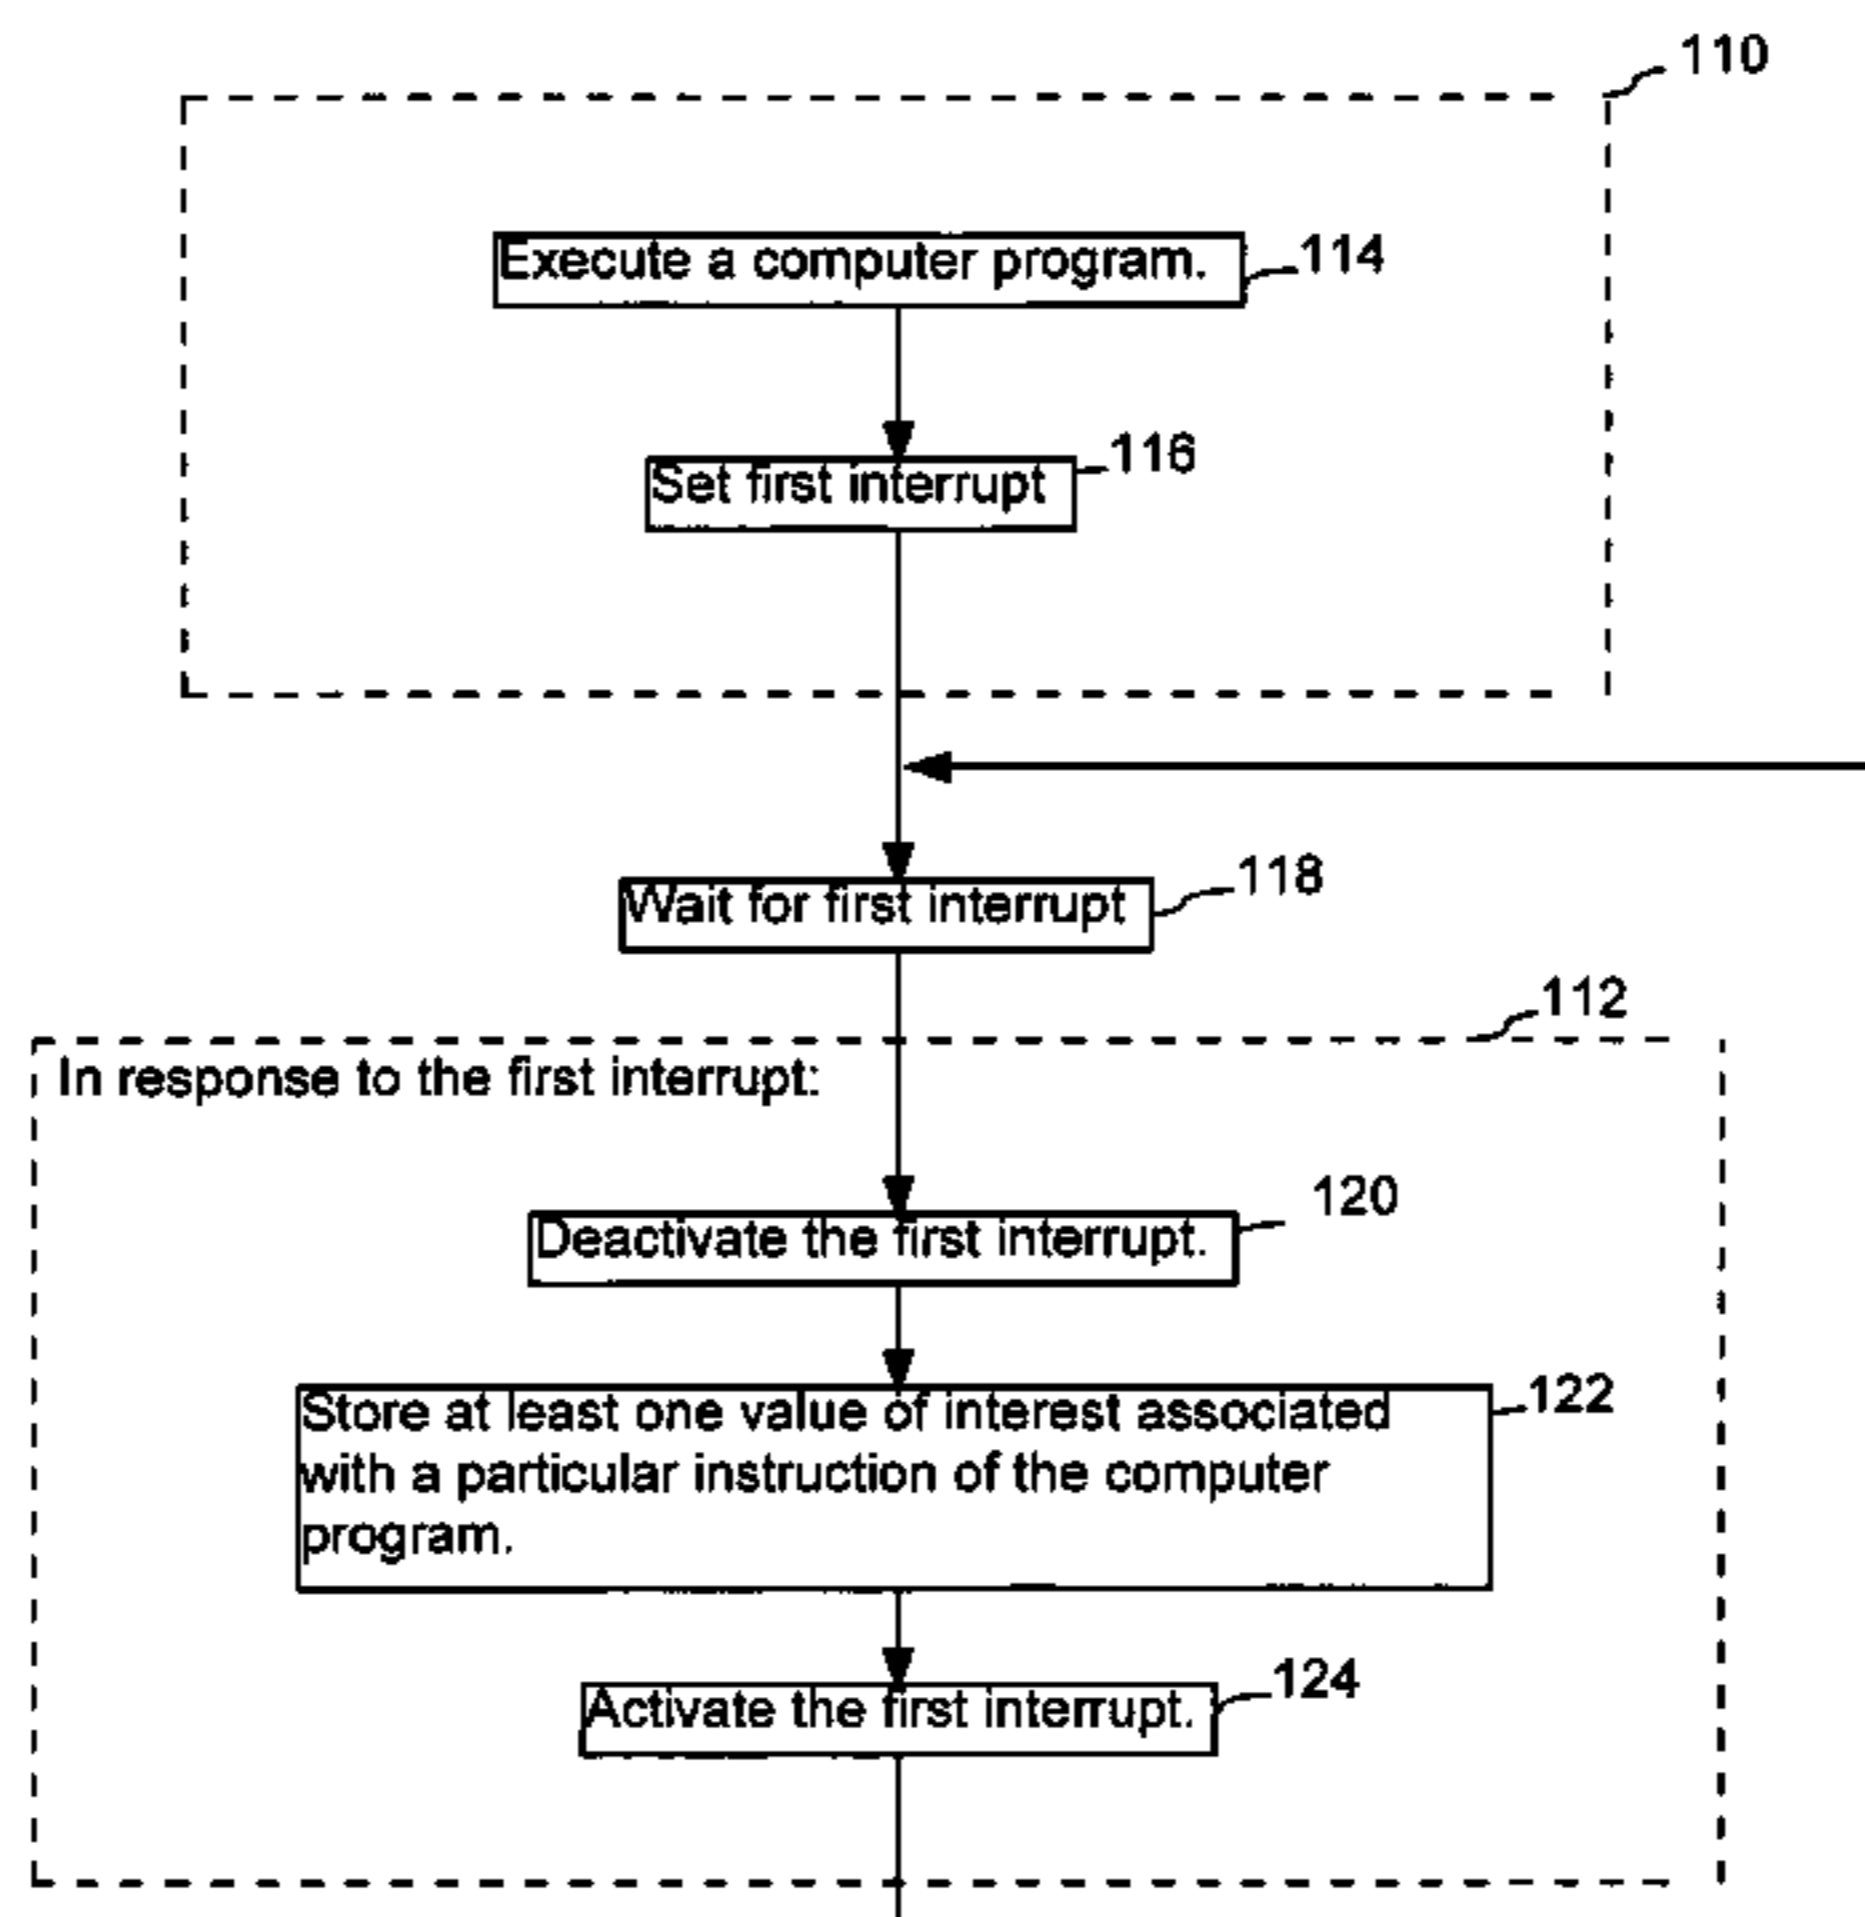 110
Execute a computer program.
114
Set first interrupt
116
Wait for first interrupt
118
112
In response to the first interrupt:
120
Deactivate the first interrupt.
Store at least one value of interest associated
122
with a particular instruction of the computer
program.
Activate the first interrupt.
124